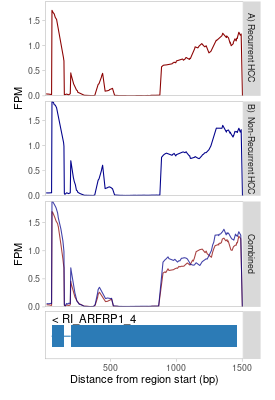 A) Recurrent HCC
1.5
1.0
0.5
0.0
FPM
B) Non-Recurrent HCC
1.5
1.0
0.5
0.0
Combined
1.5
1.0
0.5
0.0
FPM
< RI_ARFRP1_4
500
1000
1500
Distance from region start (bp)